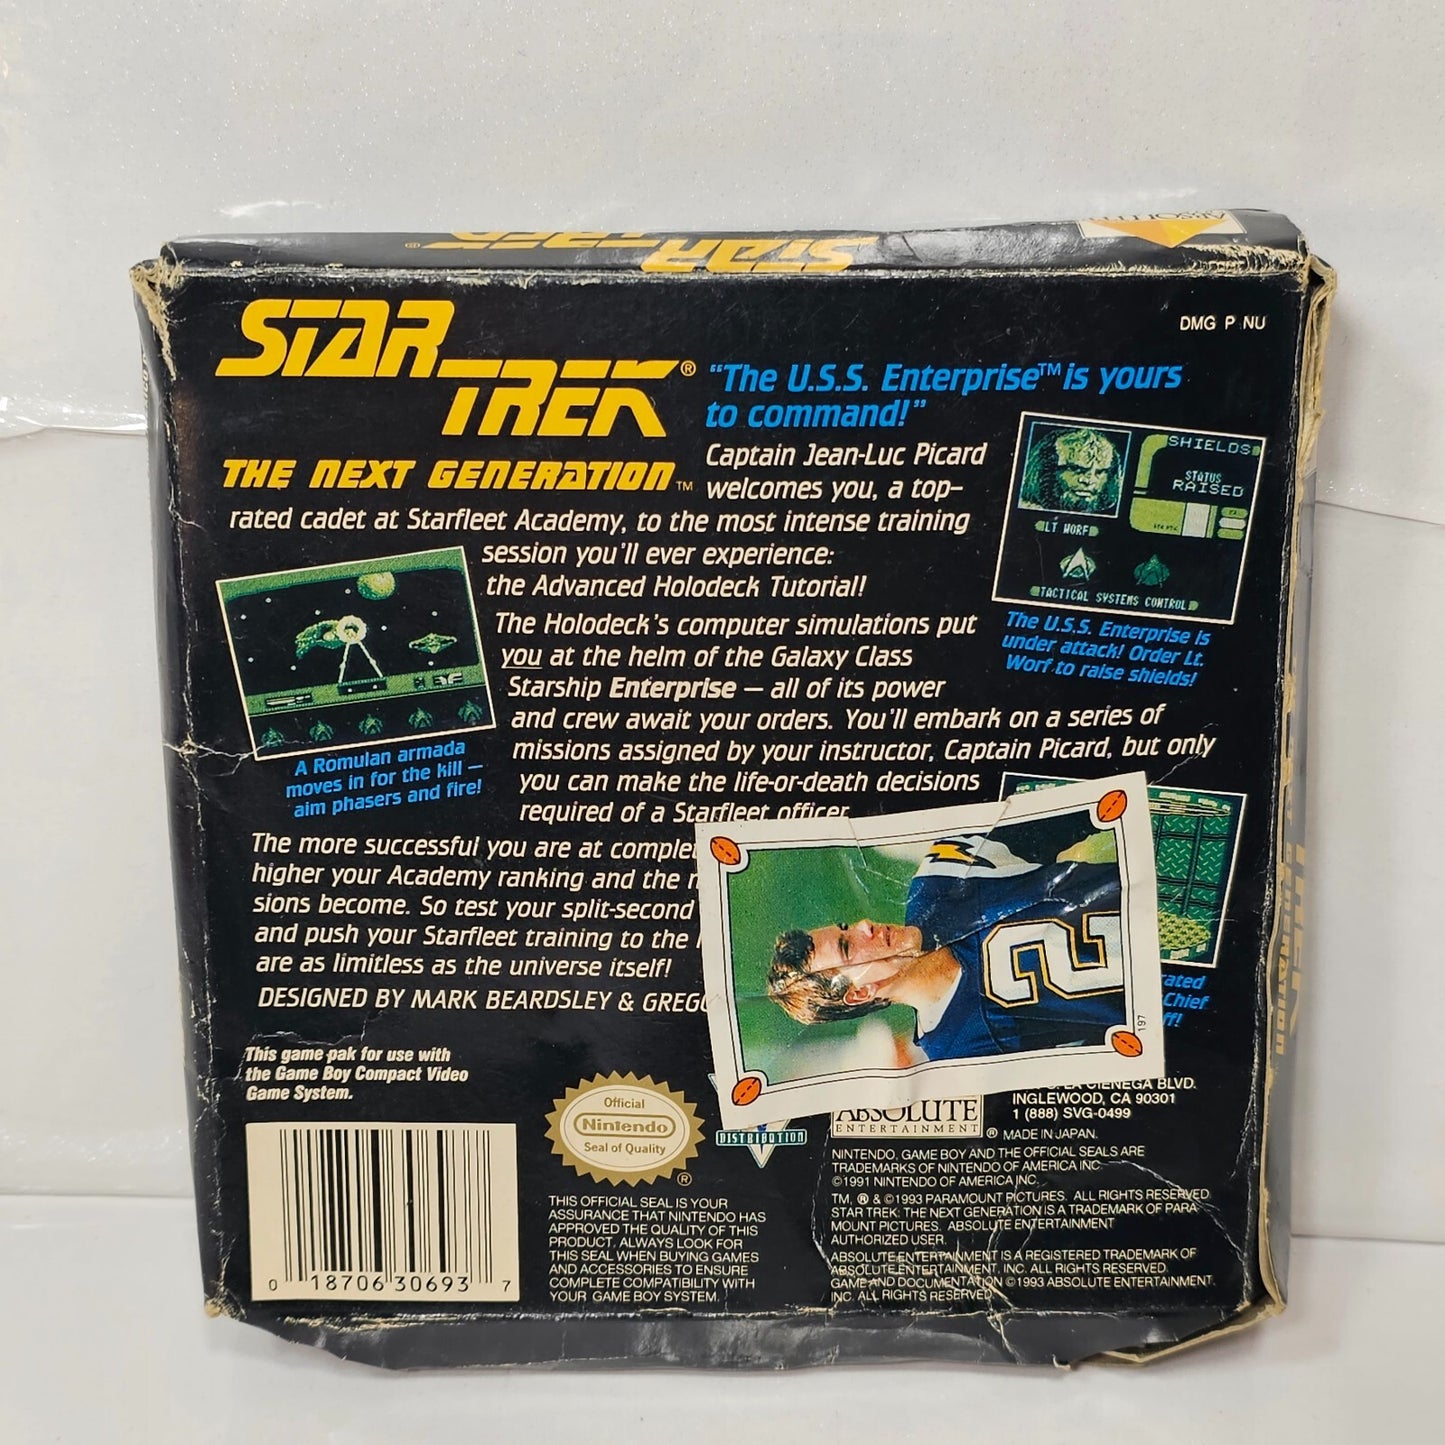 STAR TREK ®
ABSOLUTE
DMG P NU
STAR
TREK®
THE NEXT GENERATION™
"The U.S.S. Enterprise™ is yours
to command!"
Captain Jean-Luc Picard
welcomes you, a top-
rated cadet at Starfleet Academy, to the most intense training
session you'll ever experience:
the Advanced Holodeck Tutorial!
The Holodeck's computer simulations put
you at the helm of the Galaxy Class
Starship Enterprise — all of its power
and crew await your orders. You'll embark on a series of
missions assigned by your instructor, Captain Picard, but only
you can make the life-or-death decisions
required of a Starfleet officer
The more successful you are at
higher your Academy ranking and the
sions become. So test your split-second
and push your Starfleet training to the
are as limitless as the universe itself!
DESIGNED BY MARK BEARDSLEY &
SHIELDS
STATUS
RAISED
LT WORF
TACTICAL SYSTEMS CONTROL
The U.S.S. Enterprise is
under attack! Order Lt.
Worf to raise shields!
A Romulan armada
moves in for the kill —
aim phasers and fire!
Chief
2
197
This game pak for use with
the Game Boy Compact Video
Game System.
0 18706 30693 7
Official
Nintendo
Seal of Quality
®
THIS OFFICIAL SEAL IS YOUR
ASSURANCE THAT NINTENDO HAS
APPROVED THE QUALITY OF THIS
PRODUCT. ALWAYS LOOK FOR
THIS SEAL WHEN BUYING GAMES
AND ACCESSORIES TO ENSURE
COMPLETE COMPATIBILITY WITH
YOUR GAME BOY SYSTEM.
DISTRIBUTION
ABSOLUTE
ENTERTAINMENT ®
LA CIENEGA BLVD.
INGLEWOOD, CA 90301
1 (888) SVG-0499
MADE IN JAPAN.
NINTENDO, GAME BOY AND THE OFFICIAL SEALS ARE
TRADEMARKS OF NINTENDO OF AMERICA INC.
©1991 NINTENDO OF AMERICA INC.
TM, ® & ©1993 PARAMOUNT PICTURES. ALL RIGHTS RESERVED
STAR TREK: THE NEXT GENERATION IS A TRADEMARK OF PARA
MOUNT PICTURES. ABSOLUTE ENTERTAINMENT
AUTHORIZED USER.
ABSOLUTE ENTERTAINMENT IS A REGISTERED TRADEMARK OF
ABSOLUTE ENTERTAINMENT, INC. ALL RIGHTS RESERVED.
GAME AND DOCUMENTATION ©1993 ABSOLUTE ENTERTAINMENT,
INC. ALL RIGHTS RESERVED.